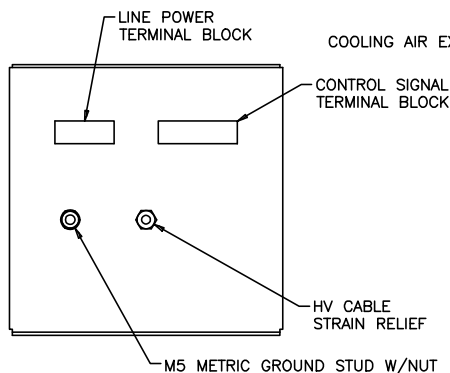 LINE POWER
TERMINAL BLOCK
COOLING AIR
CONTROL SIGNAL
TERMINAL BLOCK
HV CABLE
STRAIN RELIEF
M5 METRIC GROUND STUD W/NUT